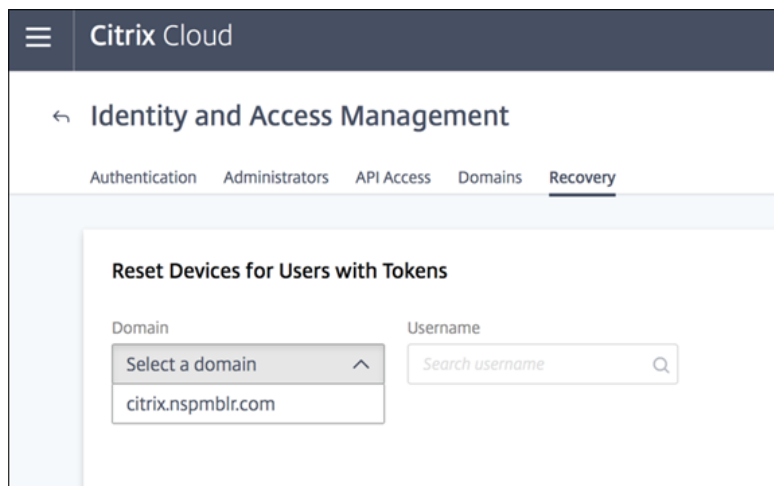 Citrix Cloud
Identity and Access Management
Authentication Administrators API Access Domains Recovery
Reset Devices for Users with Tokens
Domain Username
Select a domain Search username
citrix.nspmblr.com